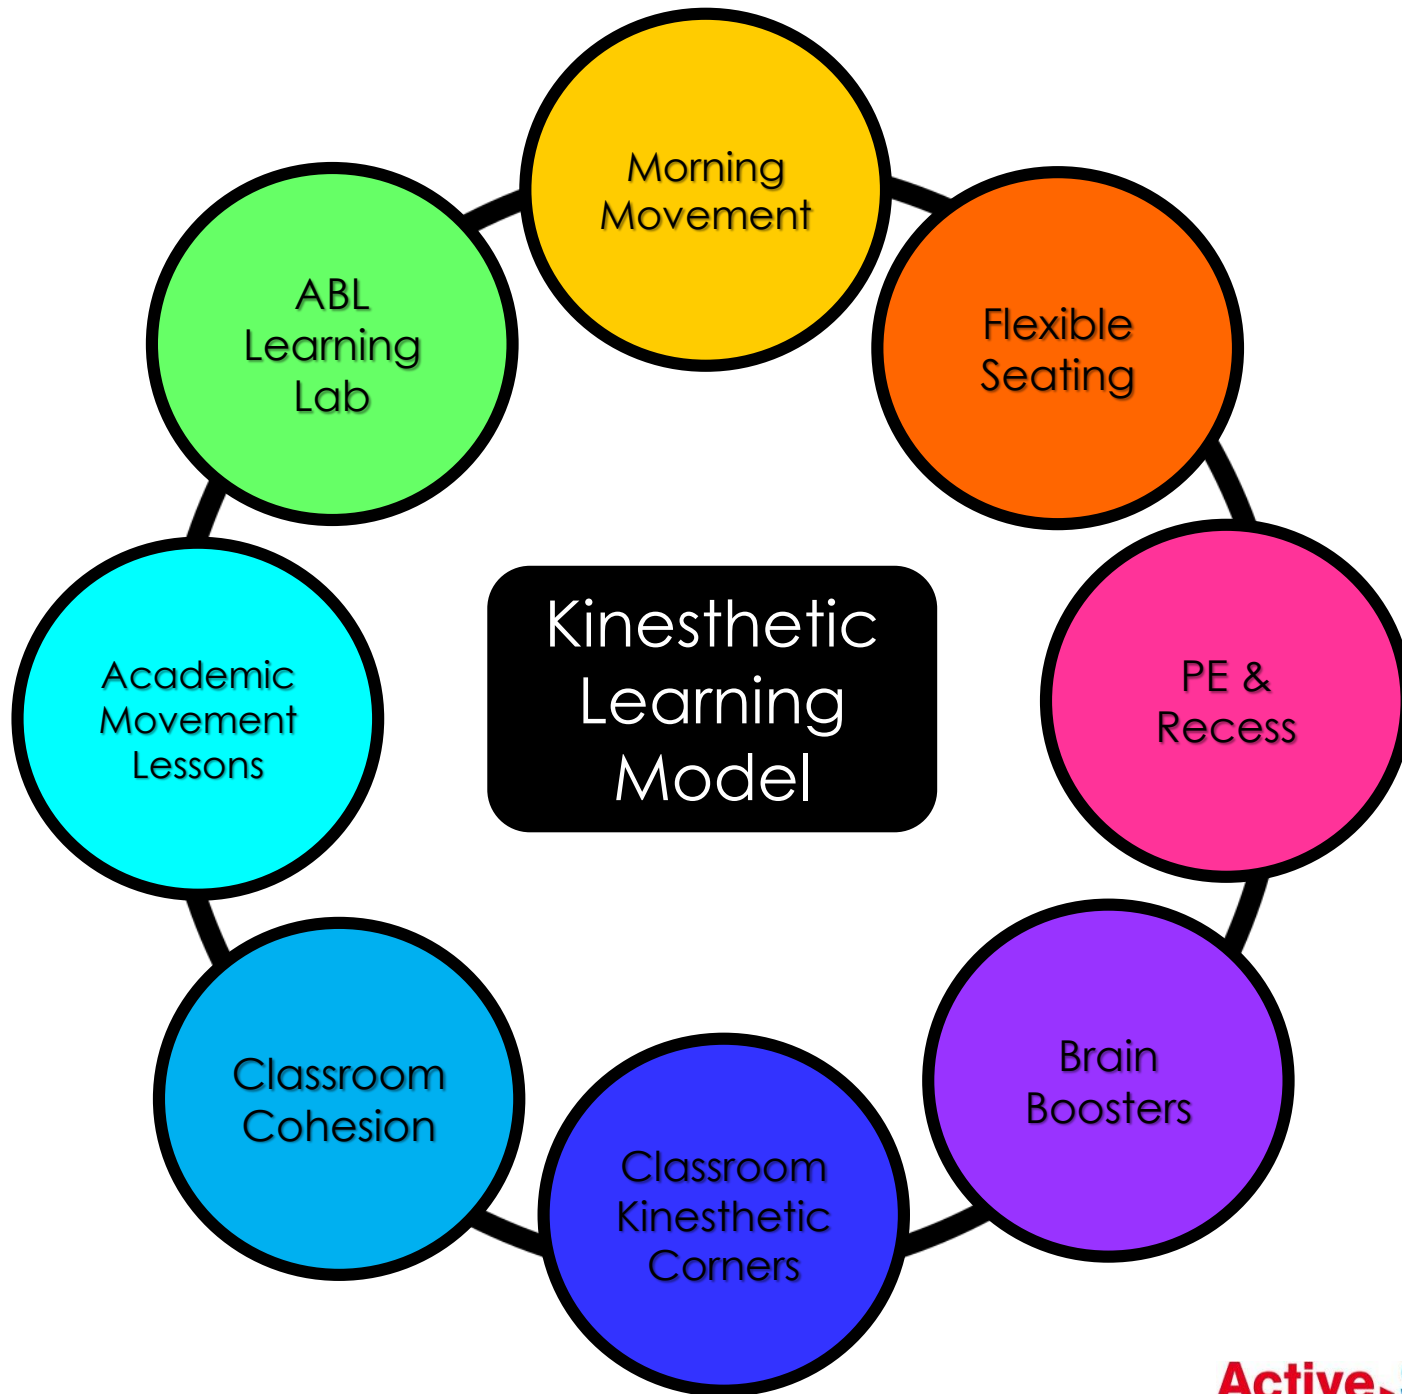 Morning
Movement
Flexible
Seating
PE &
Recess
Brain
Boosters
Classroom
Kinesthetic
Corners
Classroom
Cohesion
Academic
Movement
Lessons
ABL
Learning
Lab
Kinesthetic
Learning
Model
Active